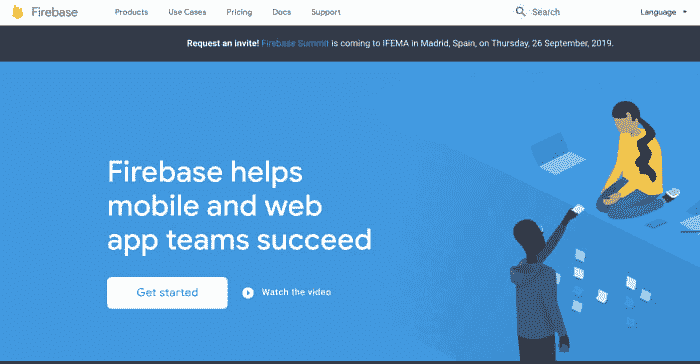 Firebase Products Use Cases Pricing Docs Support Search Language
Request an invite! Firebase Summit is coming to IFEMA in Madrid, Spain, on Thursday, 26 September, 2019.
Firebase helps
mobile and web
app teams succeed
Get started Watch the video